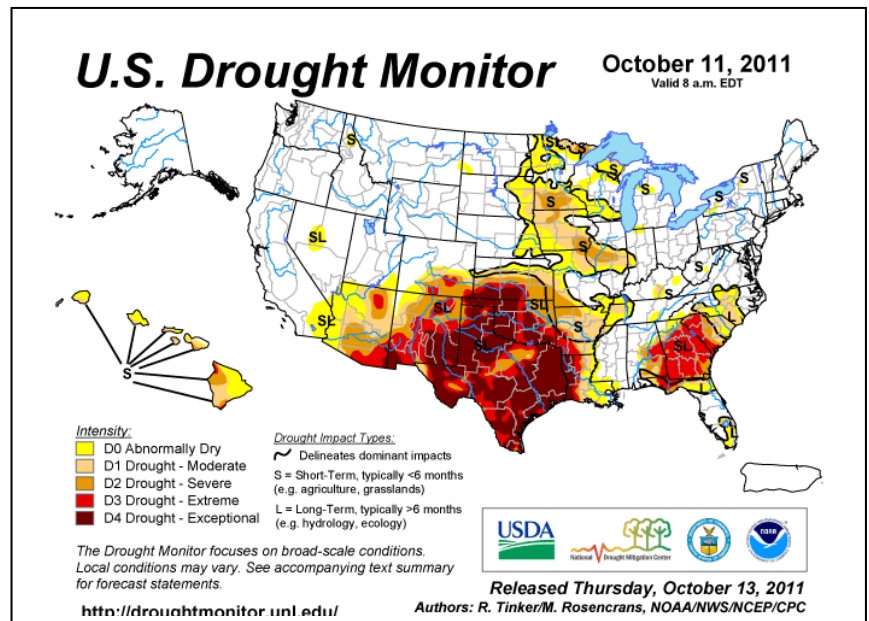 U.S. Drought Monitor
October 11, 2011
Valid 8 a.m. EDT
SL
S
S
S
S
S
S
S
SL
S
S
S
SL
SL
SL
S
SL
SL
L
L
S
Intensity:
D0 Abnormally Dry
D1 Drought - Moderate
D2 Drought - Severe
D3 Drought - Extreme
D4 Drought - Exceptional
Drought Impact Types:
Delineates dominant impacts
S = Short-Term, typically <6 months
(e.g. agriculture, grasslands)
L = Long-Term, typically >6 months
(e.g. hydrology, ecology)
USDA
National Drought Mitigation Center
NOAA
The Drought Monitor focuses on broad-scale conditions.
Local conditions may vary. See accompanying text summary
for forecast statements.
http://droughtmonitor.unl.edu/
Released Thursday, October 13, 2011
Authors: R. Tinker/M. Rosencrans, NOAA/NWS/NCEP/CPC